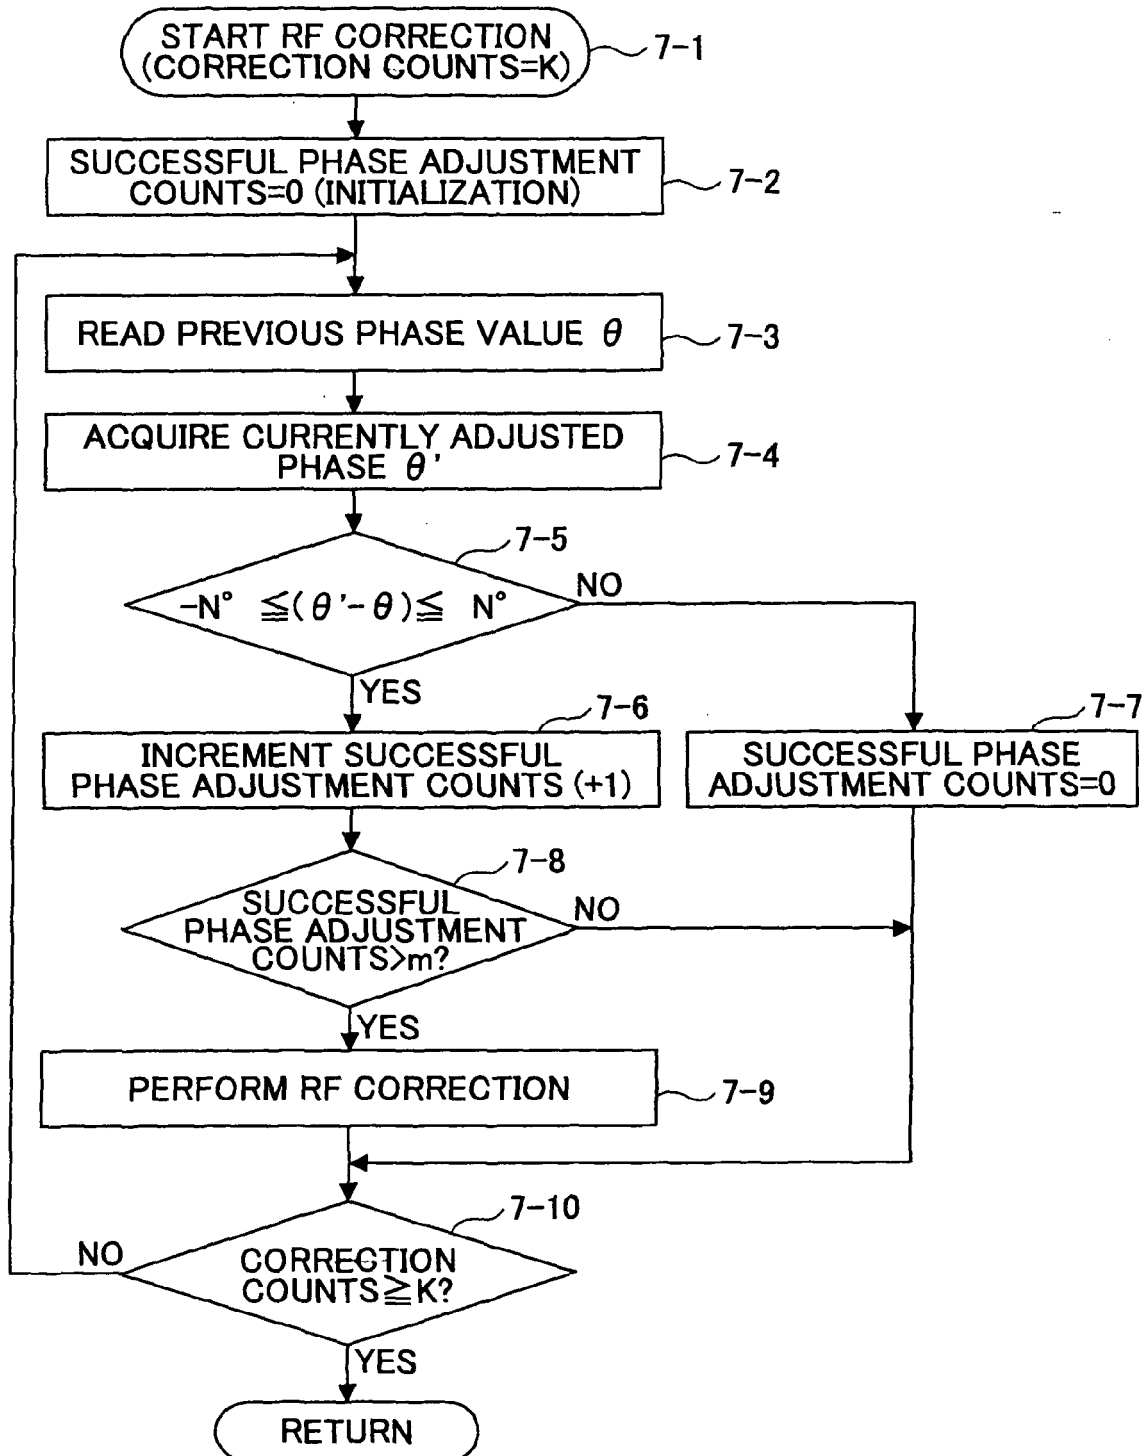 START RF CORRECTION
(CORRECTION COUNTS=K)
7-1
SUCCESSFUL PHASE ADJUSTMENT
COUNTS=0 (INITIALIZATION)
7-2
READ PREVIOUS PHASE VALUE θ
7-3
ACQUIRE CURRENTLY ADJUSTED
PHASE θ'
7-4
7-5
-N° ≦(θ'-θ)≦ N°
NO
YES
7-6
INCREMENT SUCCESSFUL
PHASE ADJUSTMENT COUNTS (+1)
7-7
SUCCESSFUL PHASE
ADJUSTMENT COUNTS=0
7-8
SUCCESSFUL
PHASE ADJUSTMENT
COUNTS>m?
NO
YES
PERFORM RF CORRECTION
7-9
7-10
CORRECTION
COUNTS≧K?
NO
YES
RETURN